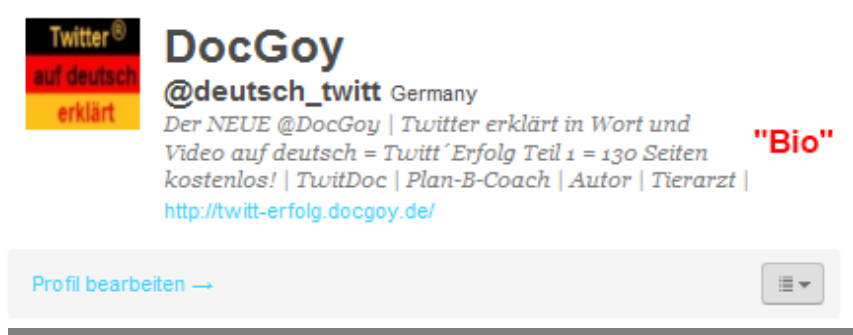 Twitter®
auf deutsch
erklärt
DocGoy
@deutsch_twitt Germany
Der NEUE @DocGoy | Twitter erklärt in Wort und
Video auf deutsch = Twitt´Erfolg Teil 1 = 130 Seiten
kostenlos! | TwitDoc | Plan-B-Coach | Autor | Tierarzt |
"Bio"
http://twitt-erfolg.docgoy.de/
Profil bearbeiten →